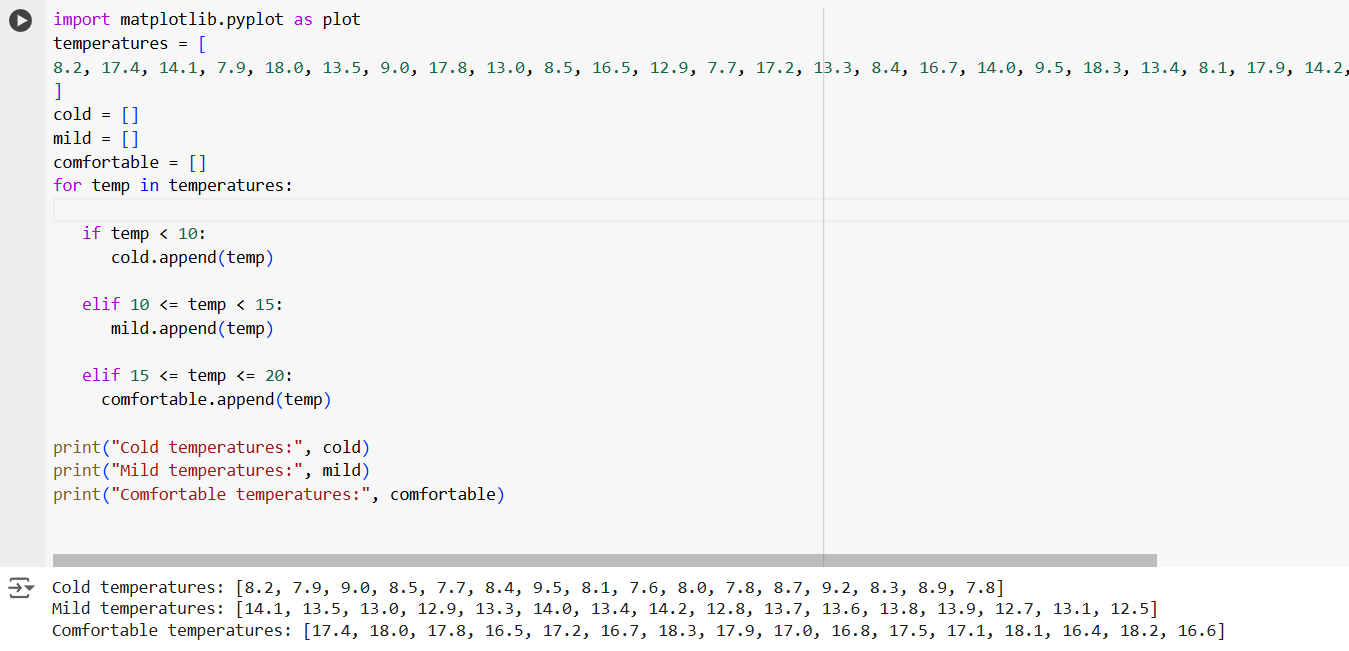 import matplotlib.pyplot as plot
temperatures = [
8.2, 17.4, 14.1, 7.9, 18.0, 13.5, 9.0, 17.8, 13.0, 8.5, 16.5, 12.9, 7.7, 17.2, 13.3, 8.4, 16.7, 14.0, 9.5, 18.3, 13.4, 8.1, 17.9, 14.2,
]
cold = []
mild = []
comfortable = []
for temp in temperatures:
if temp < 10:
cold.append(temp)
elif 10 <= temp < 15:
mild.append(temp)
elif 15 <= temp <= 20:
comfortable.append(temp)
print("Cold temperatures:", cold)
print("Mild temperatures:", mild)
print("Comfortable temperatures:", comfortable)
Cold temperatures: [8.2, 7.9, 9.0, 8.5, 7.7, 8.4, 9.5, 8.1, 7.6, 8.0, 7.8, 8.7, 9.2, 8.3, 8.9, 7.8]
Mild temperatures: [14.1, 13.5, 13.0, 12.9, 13.3, 14.0, 13.4, 14.2, 12.8, 13.7, 13.6, 13.8, 13.9, 12.7, 13.1, 12.5]
Comfortable temperatures: [17.4, 18.0, 17.8, 16.5, 17.2, 16.7, 18.3, 17.9, 17.0, 16.8, 17.5, 17.1, 18.1, 16.4, 18.2, 16.6]